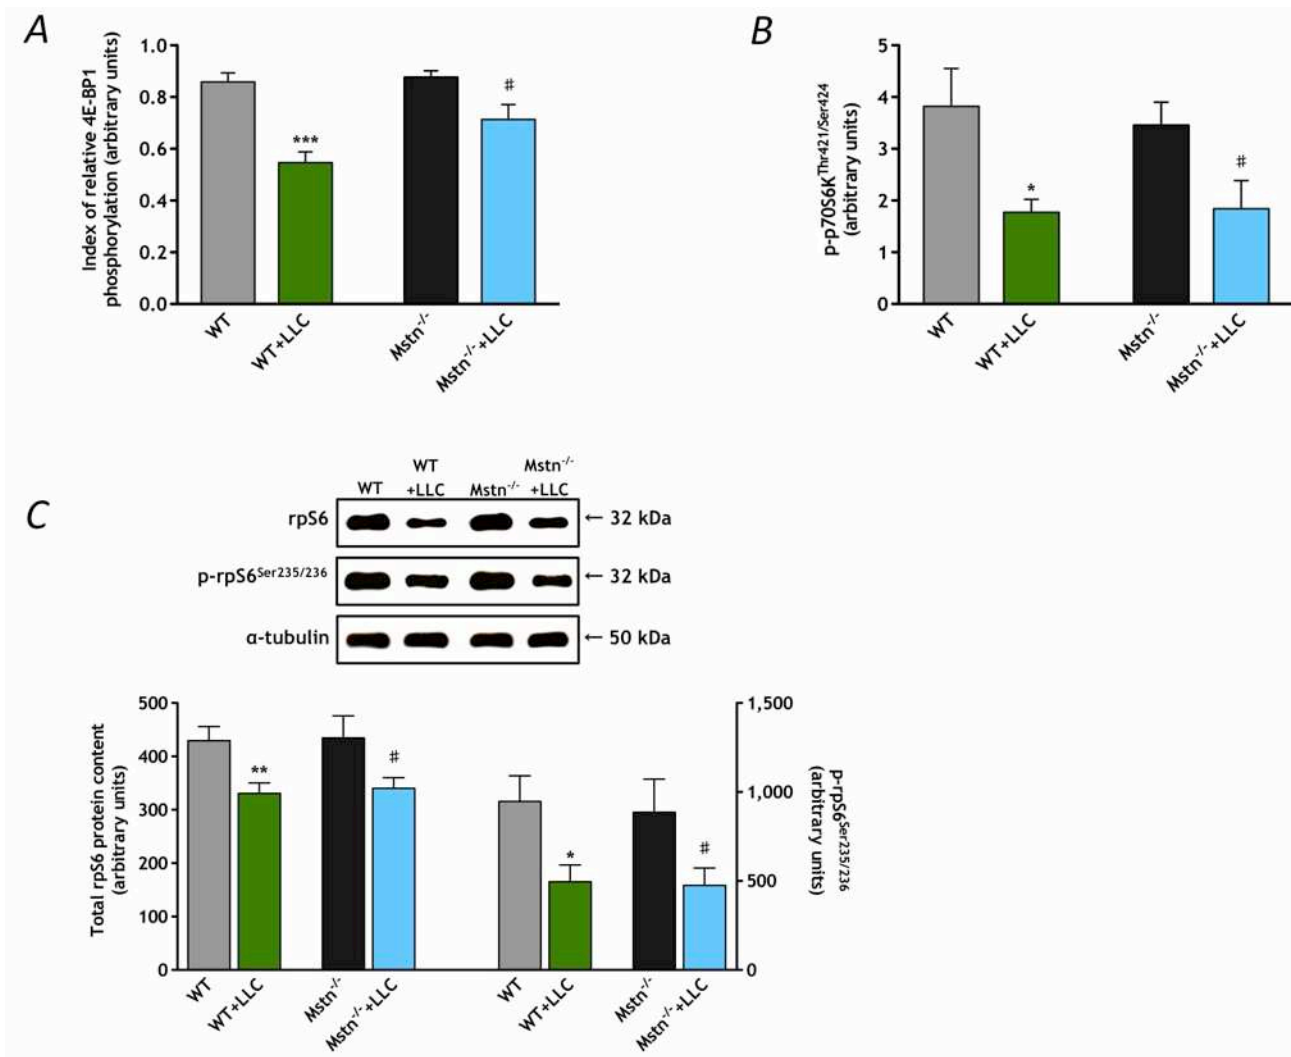 A
Index of relative 4E-BP1
phosphorylation (arbitrary units)
1.0
0.8
0.6
0.4
0.2
0.0
***
#
WT
WT+LLC
Mstn-/-
Mstn-/-+LLC
B
p-p70S6KThr421/Ser424
(arbitrary units)
5
4
3
2
1
0
*
#
WT
WT+LLC
Mstn-/-
Mstn-/-+LLC
C
WT
WT
+LLC
Mstn-/-
Mstn-/-
+LLC
rpS6
← 32 kDa
p-rpS6Ser235/236
← 32 kDa
α-tubulin
← 50 kDa
Total rpS6 protein content
(arbitrary units)
500
400
300
200
100
0
**
#
*
#
WT
WT+LLC
Mstn-/-
Mstn-/-+LLC
WT
WT+LLC
Mstn-/-
Mstn-/-+LLC
1,500
1,000
500
0
p-rpS6Ser235/236
(arbitrary units)